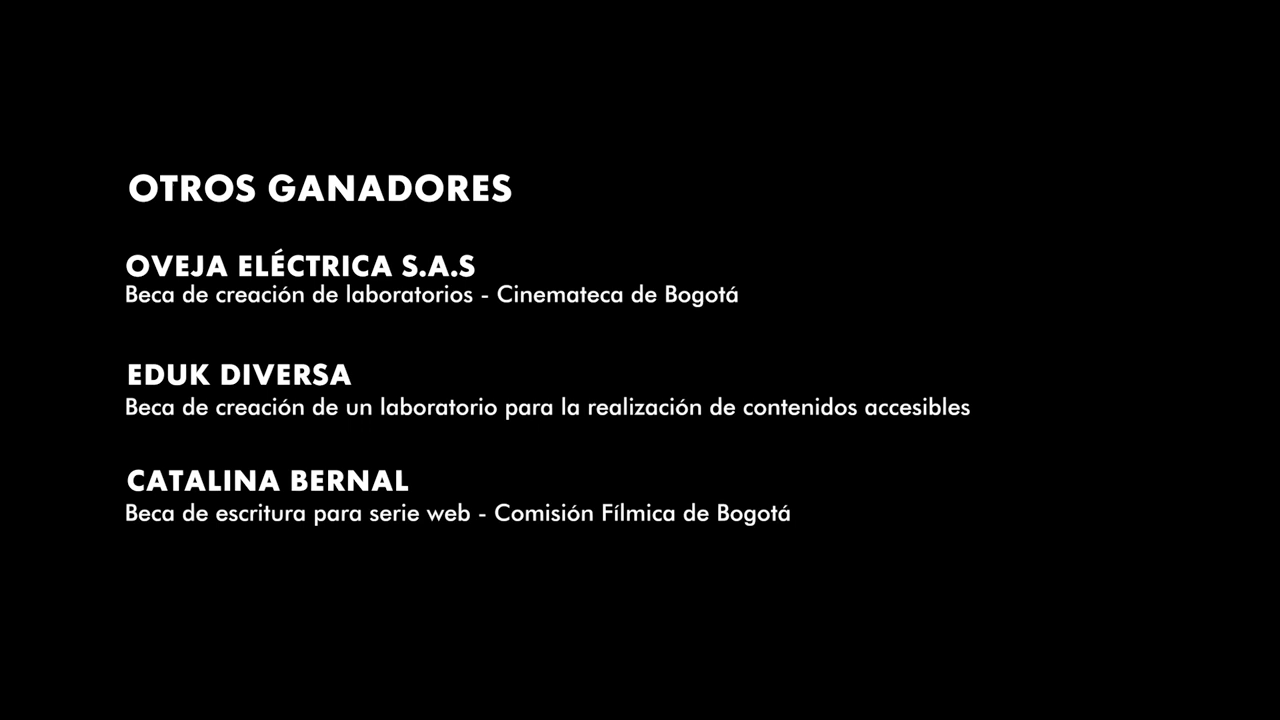 OTROS GANADORES
OVEJA ELÉCTRICA S.A.S
Beca de creación de laboratorios - Cinemateca de Bogotá
EDUK DIVERSA
Beca de creación de un laboratorio para la realización de contenidos accesibles
CATALINA BERNAL
Beca de escritura para serie web - Comisión Fílmica de Bogotá